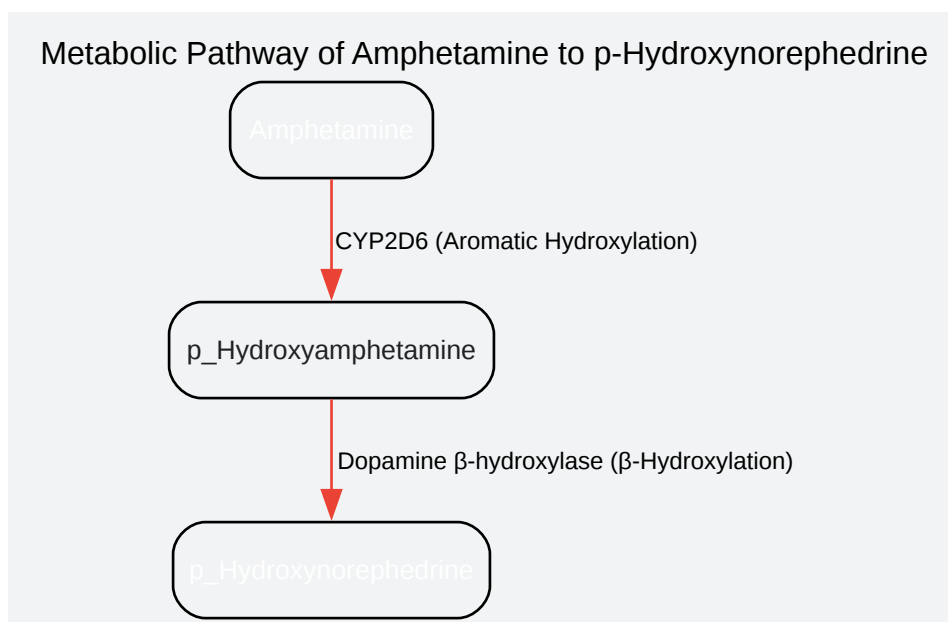 Metabolic Pathway of Amphetamine to p-Hydroxynorephedrine
Amphetamine
CYP2D6 (Aromatic Hydroxylation)
p_Hydroxyamphetamine
Dopamine β-hydroxylase (β-Hydroxylation)
p_Hydroxynorephedrine